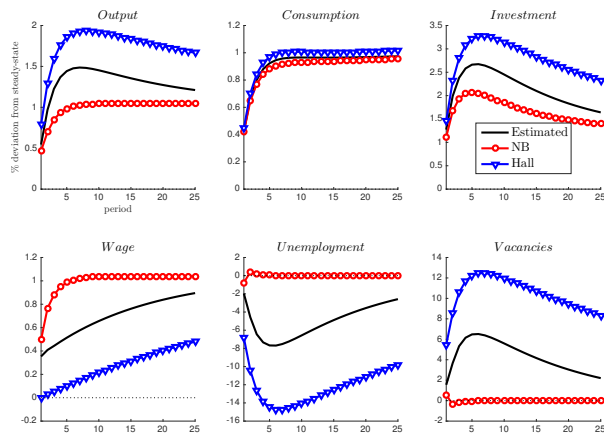 Output
Consumption
Investment
% deviation from steady-state
2
1.5
1
0.5
0
5 10 15 20 25
period
1.2
1
0.8
0.6
0.4
0.2
0
5 10 15 20 25
3.5
3
2.5
2
1.5
1
0.5
0
5 10 15 20 25
Estimated
NB
Hall
Wage
Unemployment
Vacancies
1.2
1
0.8
0.6
0.4
0.2
0
-0.2
5 10 15 20 25
2
0
-2
-4
-6
-8
-10
-12
-14
-16
5 10 15 20 25
14
12
10
8
6
4
2
0
-2
5 10 15 20 25